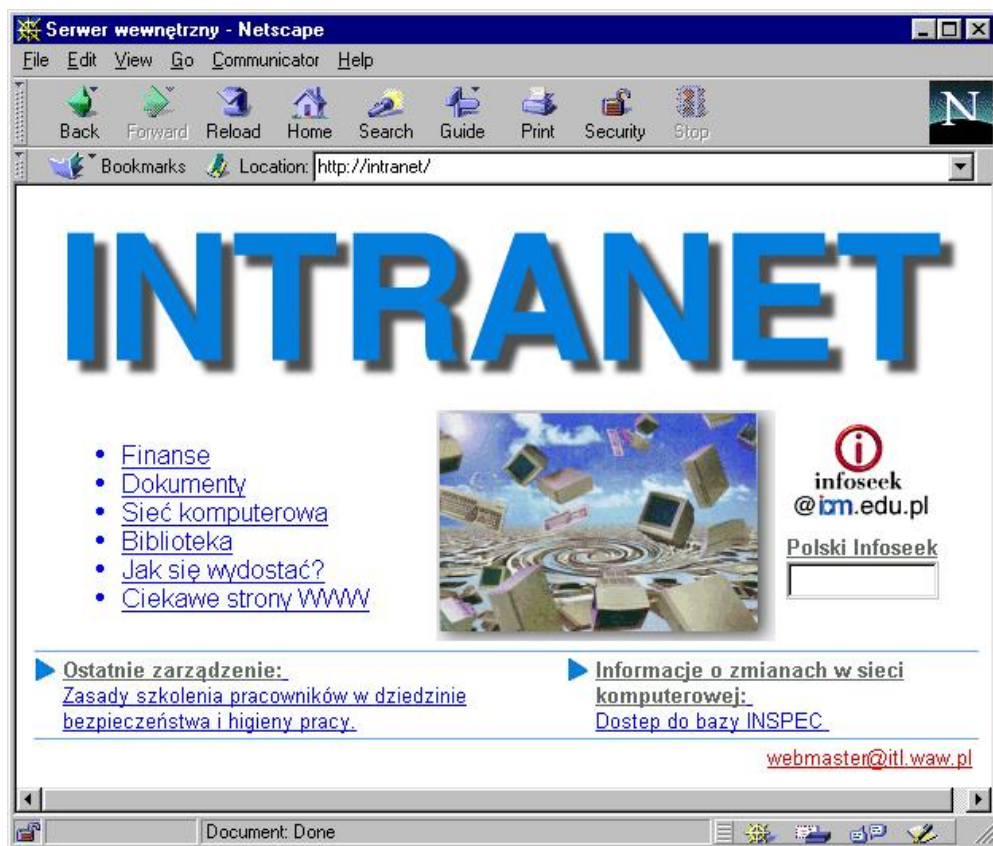 Serwer wewnętrzny - Netscape
File Edit View Go Communicator Help
Back Forward Reload Home Search Guide Print Security Stop
N
Bookmarks Location: http://intranet/
INTRANET
Finanse
Dokumenty
Sieć komputerowa
Biblioteka
Jak się wydostać?
Ciekawe strony WWW
infoseek
@icm.edu.pl
Polski Infoseek
Ostatnie zarządzenie:
Zasady szkolenia pracowników w dziedzinie
bezpieczeństwa i higieny pracy.
Informacje o zmianach w sieci
komputerowej:
Dostep do bazy INSPEC
webmaster@itl.waw.pl
Document: Done